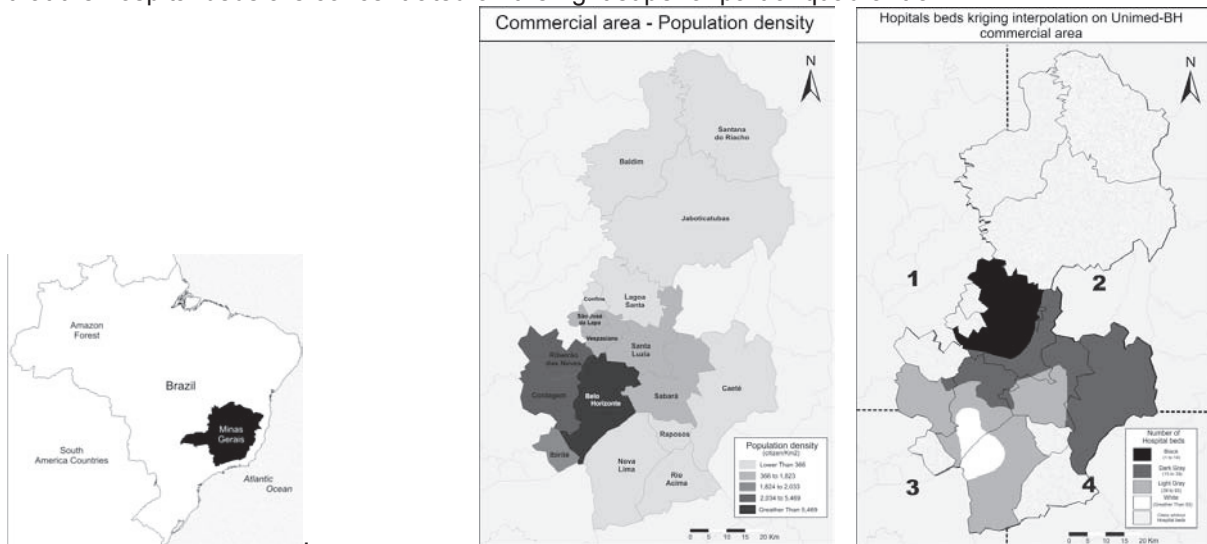 Commercial area - Population density
Hopitals beds kriging interpolation on Unimed-BH
commercial area
N
N
Santana
do Riacho
Baldim
Jaboticatubas
1
2
Confins
Lagoa
Santa
São José
da Lapa
Vespasiano
Santa
Luzia
Ribeirão
das Neves
Caeté
Contagem
Belo
Horizonte
Sabará
Raposos
Ibirité
Nova
Lima
Rio
Acima
Amazon
Forest
Brazil
Minas
Gerais
South
America Countries
Atlantic
Ocean
Population density
(citizen/Km2)
Lower Than 366
366 to 1,823
1,824 to 2,033
2,034 to 5,469
Greather Than 5,469
0 5 10 15 20 Km
3
4
Number of
Hospital beds
Black
Dark Gray
Light Gray
White
Hospital beds
0 5 10 15 20 Km